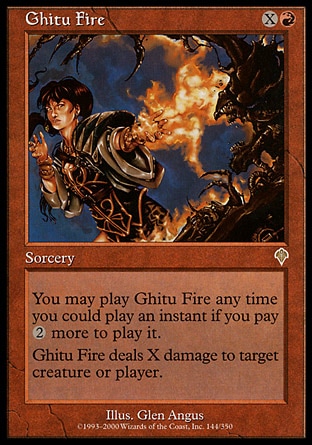 Ghitu Fire X
Sorcery
You may play Ghitu Fire any time
you could play an instant if you pay
2 more to play it.
Ghitu Fire deals X damage to target
creature or player.
Illus. Glen Angus
©1993–2000 Wizards of the Coast, Inc. 144/350